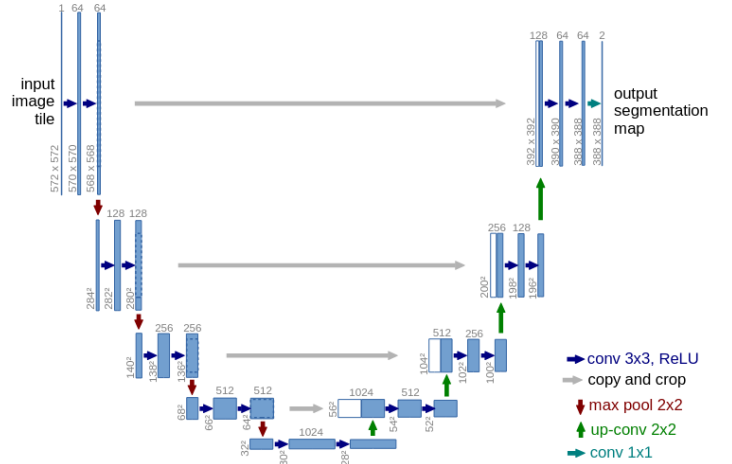 1 64 64
input
image
tile
572 x 572
570 x 570
568 x 568
128 64 64 2
output
segmentation
map
392 x 392
390 x 390
388 x 388
388 x 388
128 128
284²
282²
280²
256 128
200²
198²
196²
256 256
140²
138²
136²
512 256
104²
102²
100²
512 512
68²
66²
64²
1024 512
56²
54²
52²
1024
32²
30²
28²
conv 3x3, ReLU
copy and crop
max pool 2x2
up-conv 2x2
conv 1x1